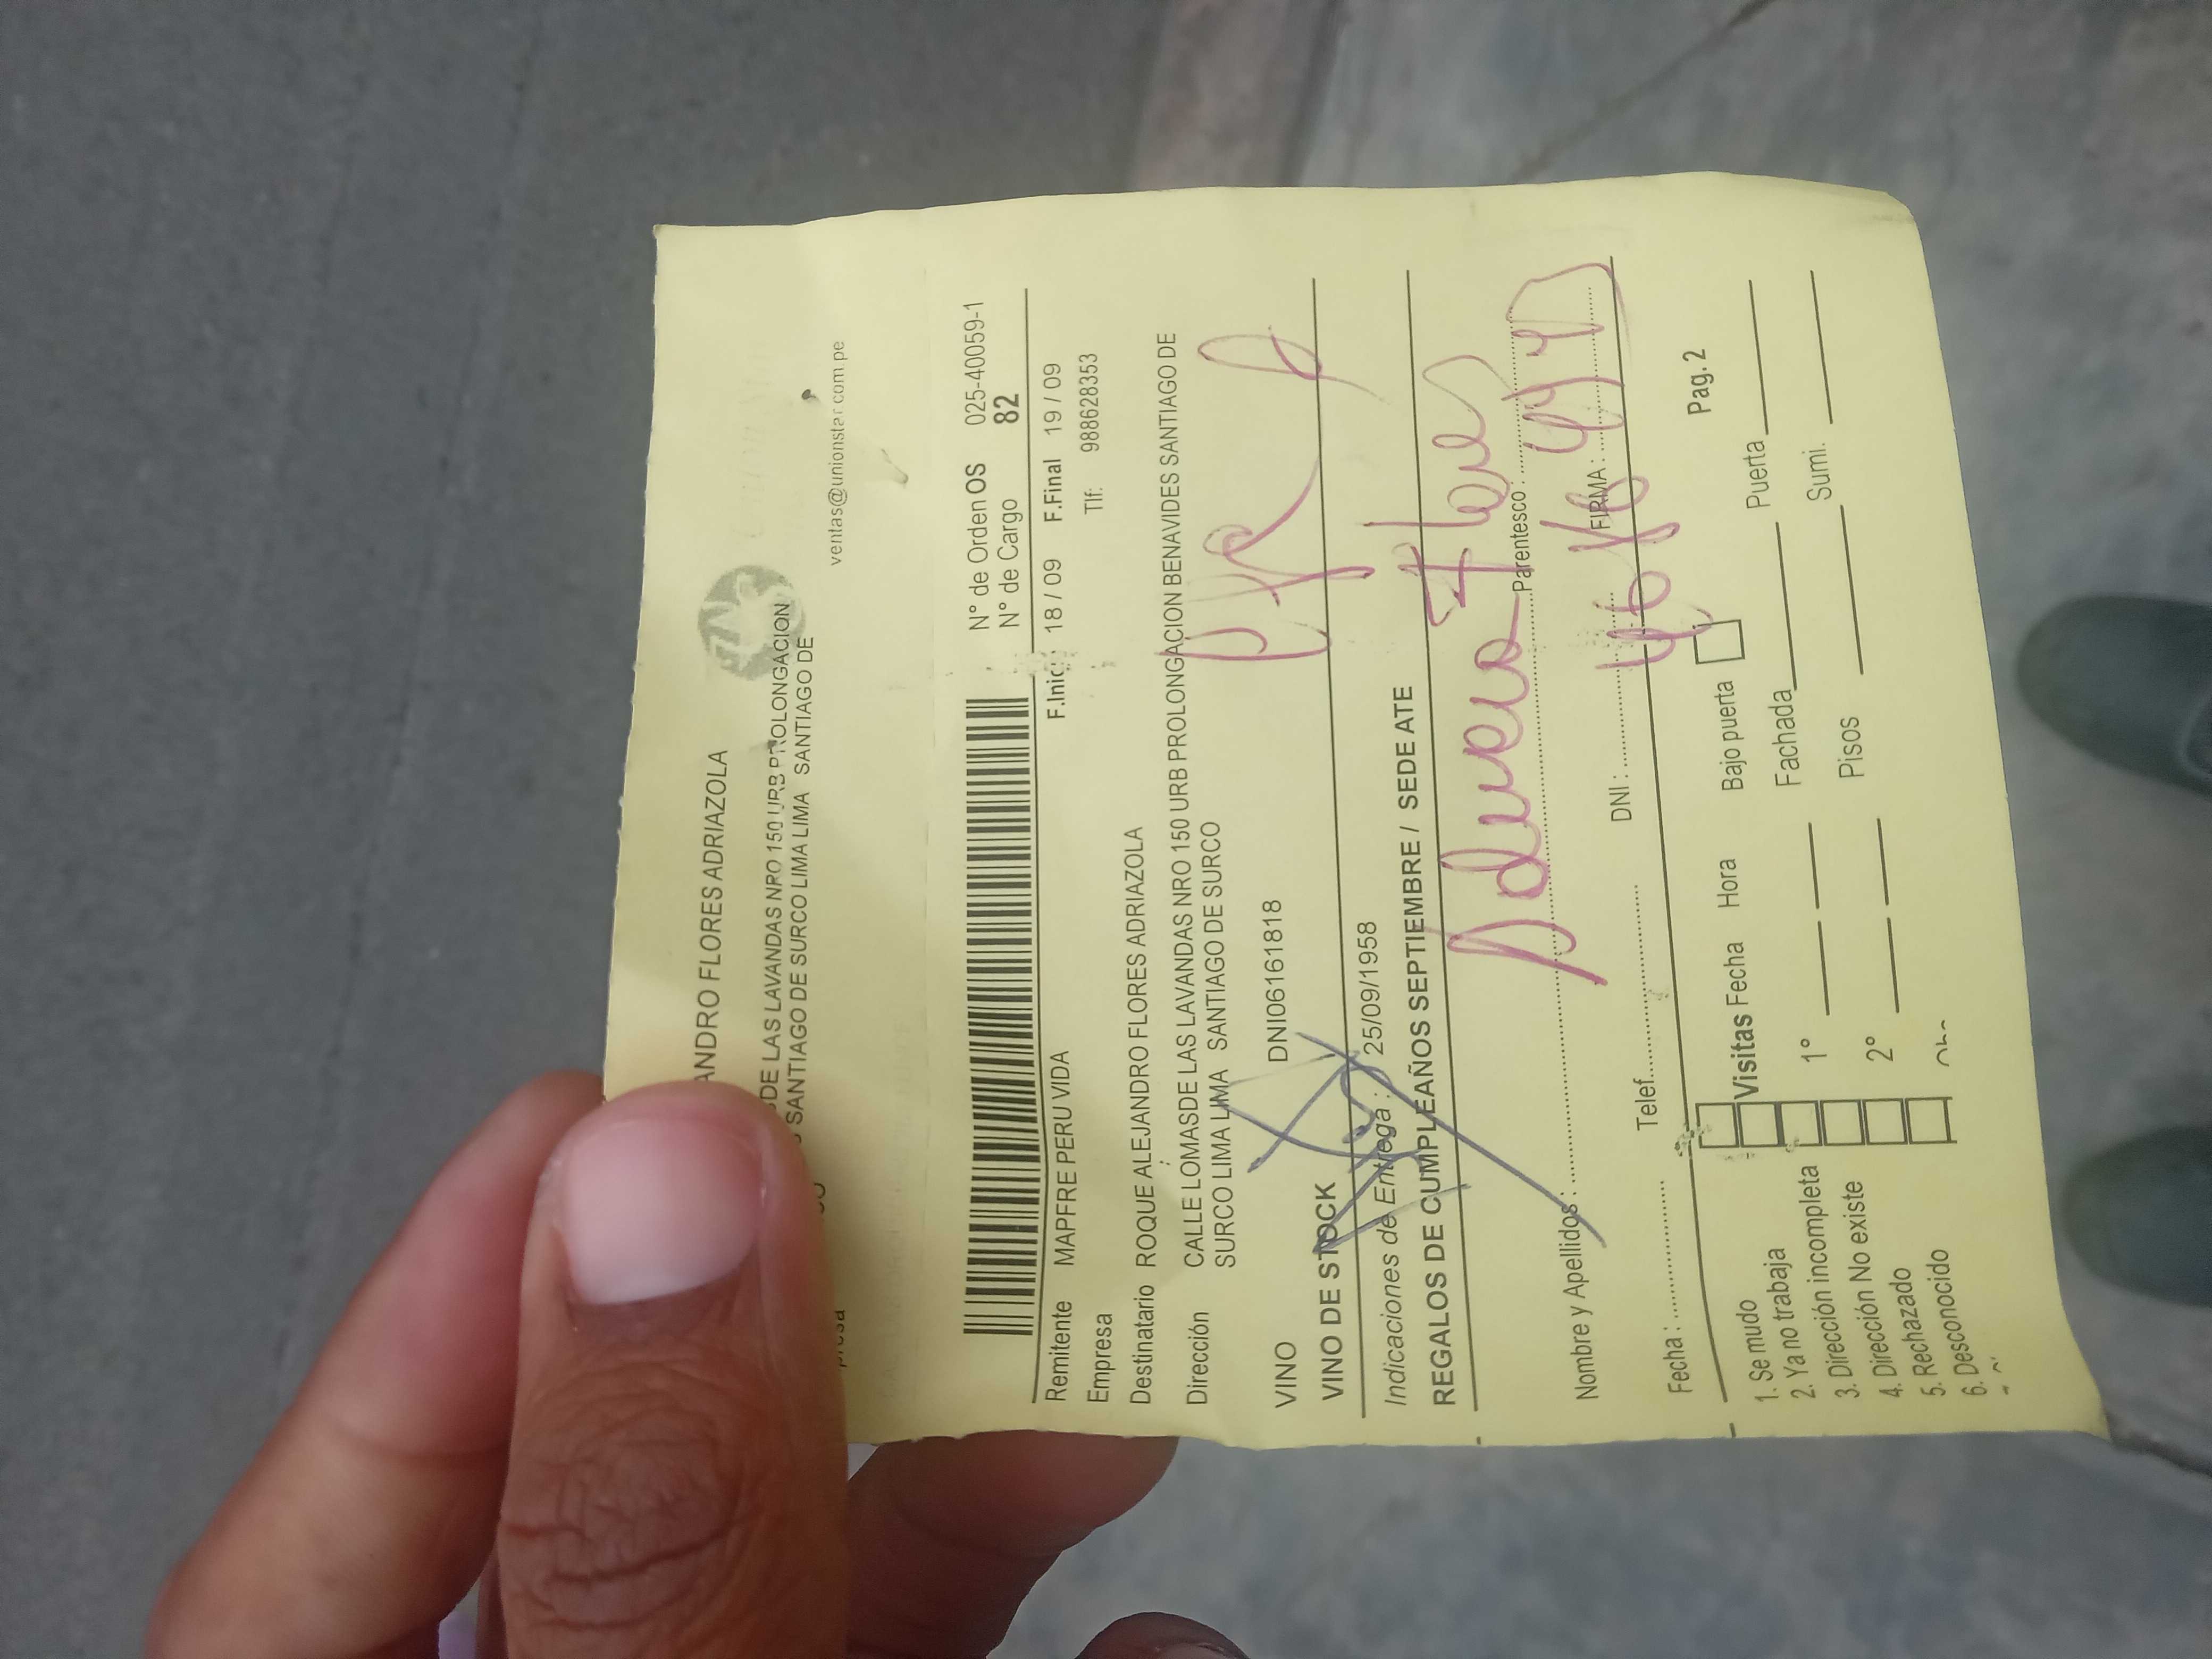 ANDRO FLORES ADRIAZOLA
DE LAS LAVANDAS NRO 150 URB PROLONGACION
SANTIAGO DE SURCO LIMA LIMA SANTIAGO DE
ventas@unionstar.com.pe
N° de Orden OS 025-40059-1
N° de Cargo 82
Remitente MAPFRE PERU VIDA F.Inic: 18 / 09 F.Final 19 / 09
Empresa Tlf: 988628353
Destinatario ROQUE ALEJANDRO FLORES ADRIAZOLA
Dirección CALLE LOMASDE LAS LAVANDAS NRO 150 URB PROLONGACION BENAVIDES SANTIAGO DE
SURCO LIMA LIMA SANTIAGO DE SURCO
VINO DNI06161818
VINO DE STOCK
Indicaciones de Entrega : 25/09/1958
REGALOS DE CUMPLEAÑOS SEPTIEMBRE / SEDE ATE
Nombre y Apellidos : Parentesco :
DNI : FIRMA :
Fecha : Telef.
Pag. 2
1. Se mudo
2. Ya no trabaja
3. Dirección incompleta
4. Dirección No existe
5. Rechazado
6. Desconocido
Visitas Fecha Hora Bajo puerta
1° Fachada Puerta
2° Pisos Sumi.